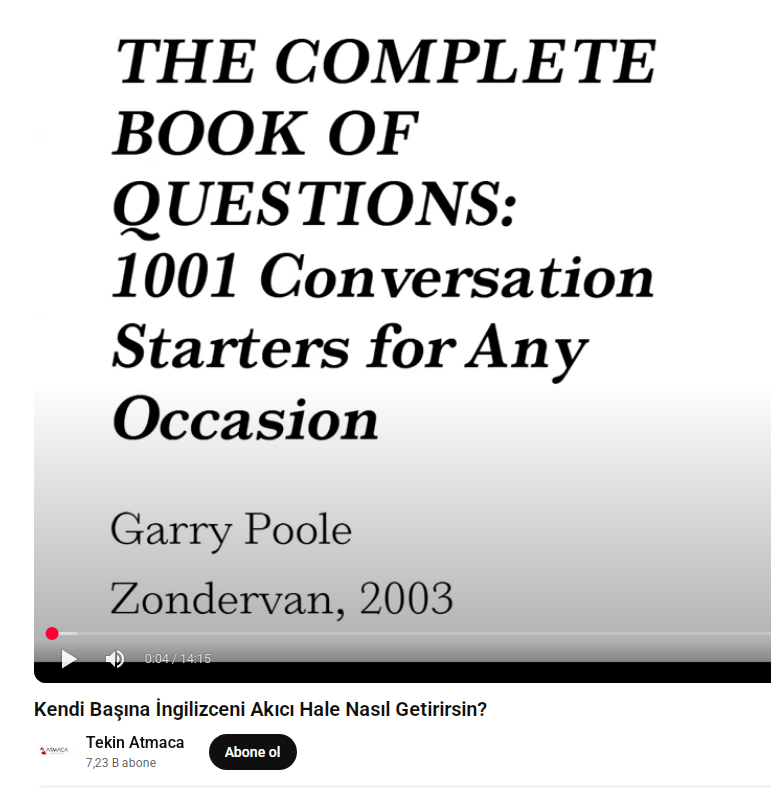 THE COMPLETE
BOOK OF
QUESTIONS:
1001 Conversation
Starters for Any
Occasion
Garry Poole
Zondervan, 2003
0:04 / 14:15
Kendi Başına İngilizceni Akıcı Hale Nasıl Getirirsin?
ATMACA
Tekin Atmaca
7,23 B abone
Abone ol